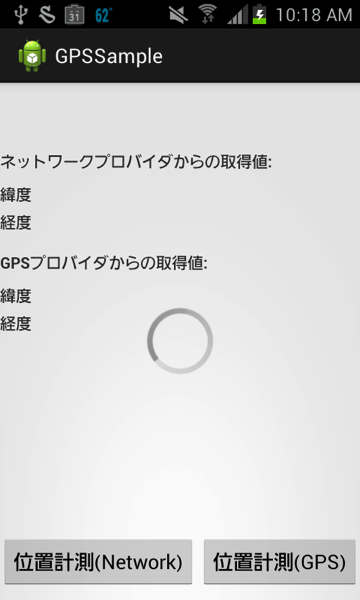 31 62° 10:18 AM
GPSSample
ネットワークプロバイダからの取得値:
緯度
経度
GPSプロバイダからの取得値:
緯度
経度
位置計測(Network) 位置計測(GPS)